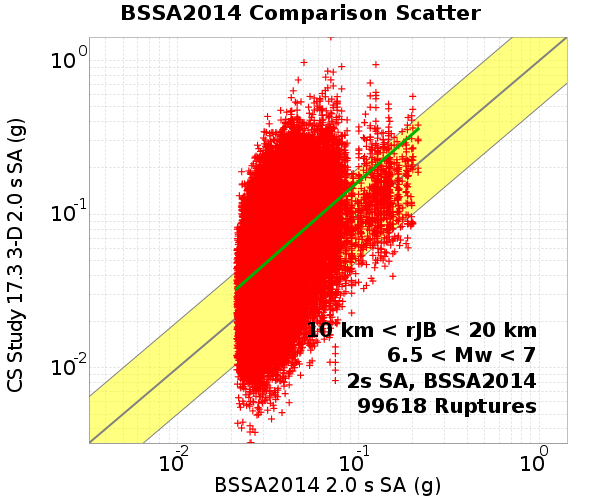 BSSA2014 Comparison Scatter
CS Study 17.3 3-D 2.0 s SA (g)
10⁰
10⁻¹
10⁻²
10 km < rJB < 20 km
6.5 < Mw < 7
2s SA, BSSA2014
99618 Ruptures
10⁻² 10⁻¹ 10⁰
BSSA2014 2.0 s SA (g)